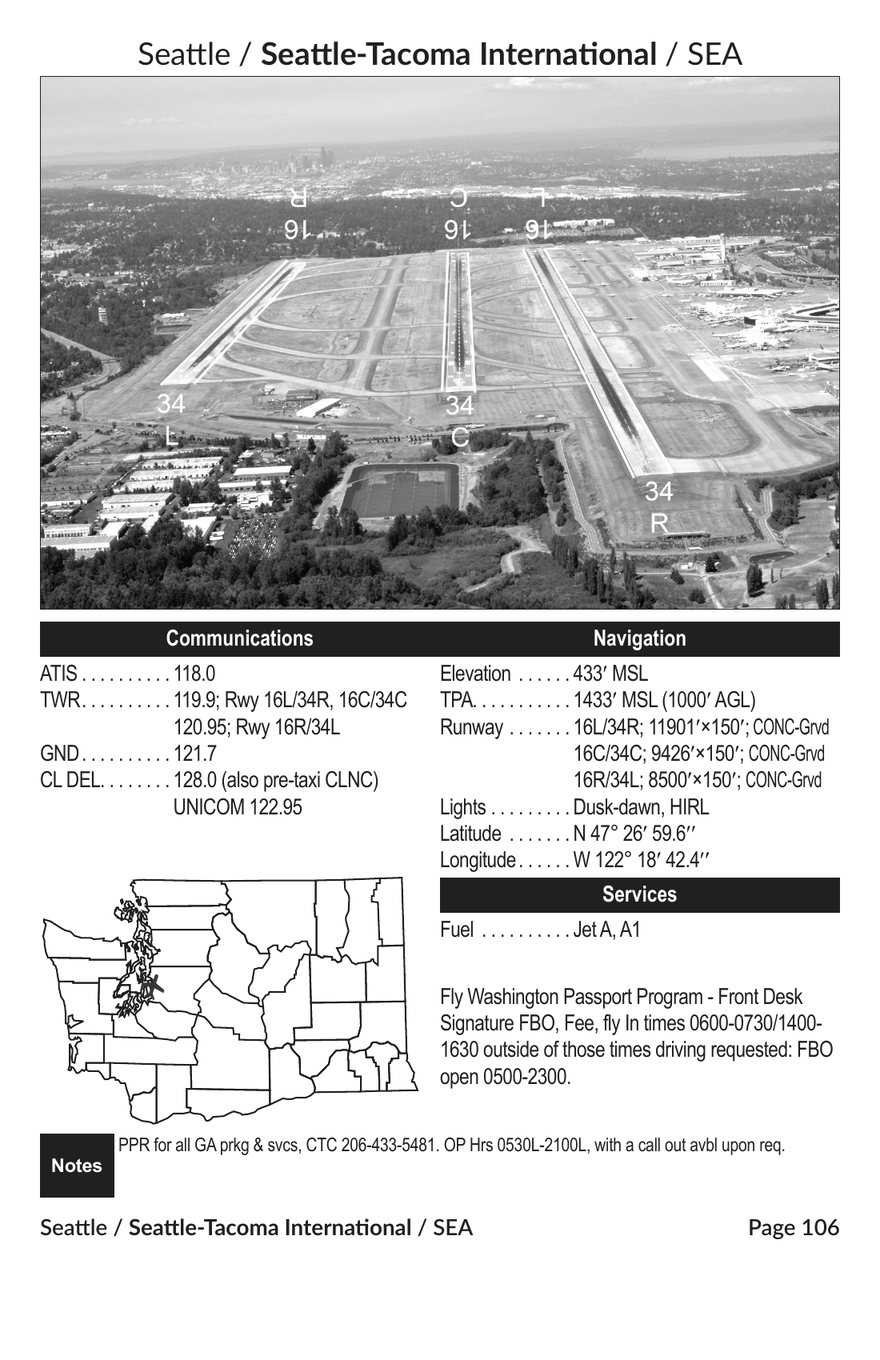 Seattle / Seattle-Tacoma International / SEA
16
R
16
C
16
L
34
L
34
C
34
R
Communications
ATIS . . . . . . . . . . 118.0
TWR. . . . . . . . . . 119.9; Rwy 16L/34R, 16C/34C
120.95; Rwy 16R/34L
GND . . . . . . . . . . 121.7
CL DEL. . . . . . . . 128.0 (also pre-taxi CLNC)
UNICOM 122.95
Navigation
Elevation . . . . . . 433′ MSL
TPA. . . . . . . . . . . 1433′ MSL (1000′ AGL)
Runway . . . . . . . 16L/34R; 11901′×150′; CONC-Grvd
16C/34C; 9426′×150′; CONC-Grvd
16R/34L; 8500′×150′; CONC-Grvd
Lights . . . . . . . . . Dusk-dawn, HIRL
Latitude . . . . . . . N 47° 26′ 59.6′′
Longitude . . . . . . W 122° 18′ 42.4′′
Services
Fuel . . . . . . . . . . Jet A, A1
Fly Washington Passport Program - Front Desk
Signature FBO, Fee, fly In times 0600-0730/1400-
1630 outside of those times driving requested: FBO
open 0500-2300.
Notes
PPR for all GA prkg & svcs, CTC 206-433-5481. OP Hrs 0530L-2100L, with a call out avbl upon req.
Seattle / Seattle-Tacoma International / SEA
Page 106